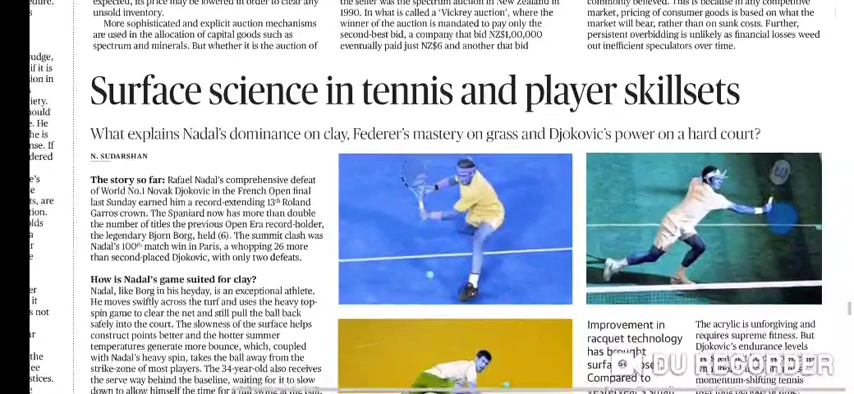 expected, its price may be lowered in order to clear any
unsold inventory.
More sophisticated and explicit auction mechanisms
are used in the allocation of capital goods such as
spectrum and minerals. But whether it is the auction of
the seller was the spectrum auction in New Zealand in
1990. In what is called a ‘Vickrey auction’, where the
winner of the auction is mandated to pay only the
second-best bid, a company that bid NZ$1,00,000
eventually paid just NZ$6 and another that bid
commonly believed. This is because in any competitive
market, pricing of consumer goods is based on what the
market will bear, rather than on sunk costs. Further,
persistent overbidding is unlikely as financial losses weed
out inefficient speculators over time.
Surface science in tennis and player skillsets
What explains Nadal’s dominance on clay, Federer’s mastery on grass and Djokovic’s power on a hard court?
N. SUDARSHAN
The story so far: Rafael Nadal’s comprehensive defeat
of World No.1 Novak Djokovic in the French Open final
last Sunday earned him a record-extending 13th Roland
Garros crown. The Spaniard now has more than double
the number of titles the previous Open Era record-holder,
the legendary Bjorn Borg, held (6). The summit clash was
Nadal’s 100th match win in Paris, a whopping 26 more
than second-placed Djokovic, with only two defeats.
How is Nadal’s game suited for clay?
Nadal, like Borg in his heyday, is an exceptional athlete.
He moves swiftly across the turf and uses the heavy top-
spin game to clear the net and still pull the ball back
safely into the court. The slowness of the surface helps
construct points better and the hotter summer
temperatures generate more bounce, which, coupled
with Nadal’s heavy spin, takes the ball away from the
strike-zone of most players. The 34-year-old also receives
the serve way behind the baseline, waiting for it to slow
down to allow himself the time for a full swing at the ball.
Improvement in
racquet technology
has brought
Compared to
The acrylic is unforgiving and
requires supreme fitness. But
Djokovic’s endurance levels
momentum-shifting tennis
DU RECORDER